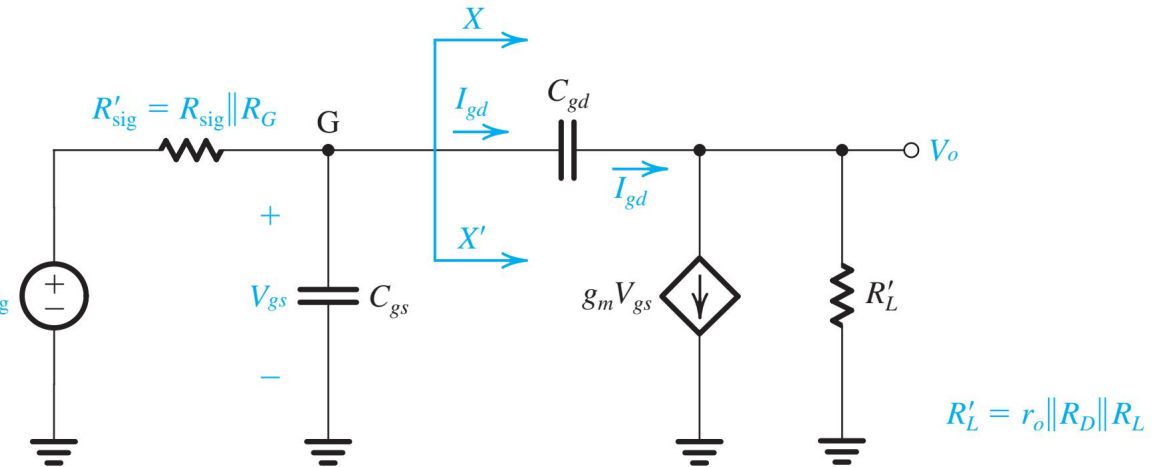 X
R'sig = Rsig||RG
G
Igd
Cgd
Vo
Igd
+
X'
+
−
g
Vgs
Cgs
gmVgs
R'L
−
R'L = ro||RD||RL